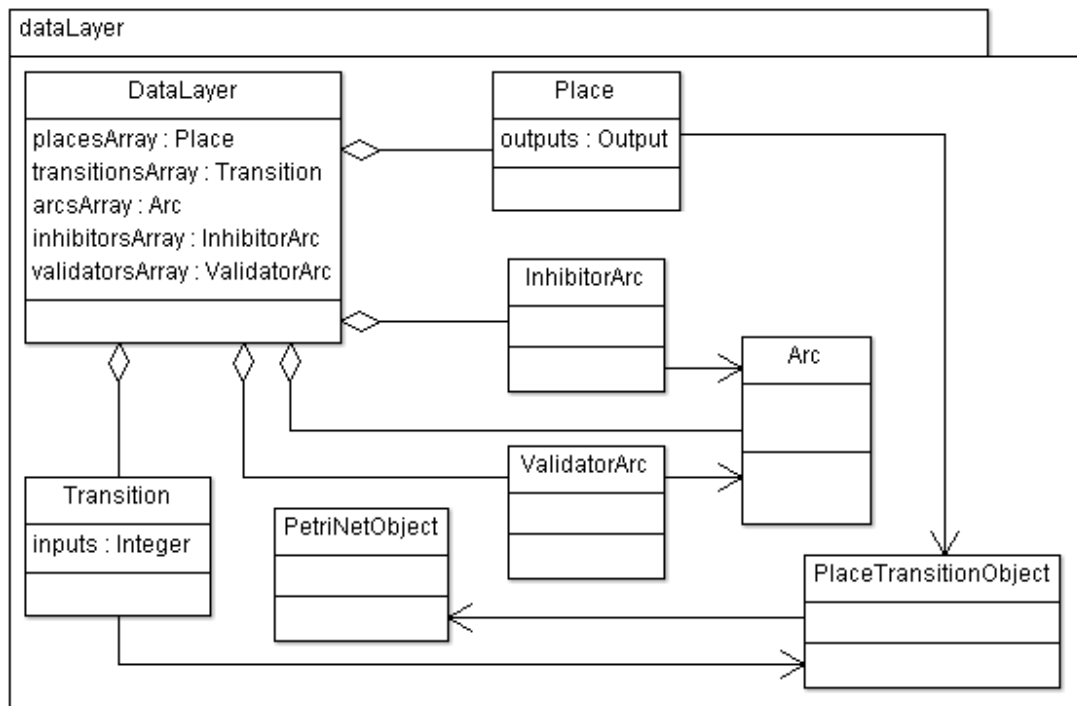 dataLayer
DataLayer
placesArray : Place
transitionsArray : Transition
arcsArray : Arc
inhibitorsArray : InhibitorArc
validatorsArray : ValidatorArc
Place
outputs : Output
InhibitorArc
Arc
ValidatorArc
Transition
inputs : Integer
PetriNetObject
PlaceTransitionObject